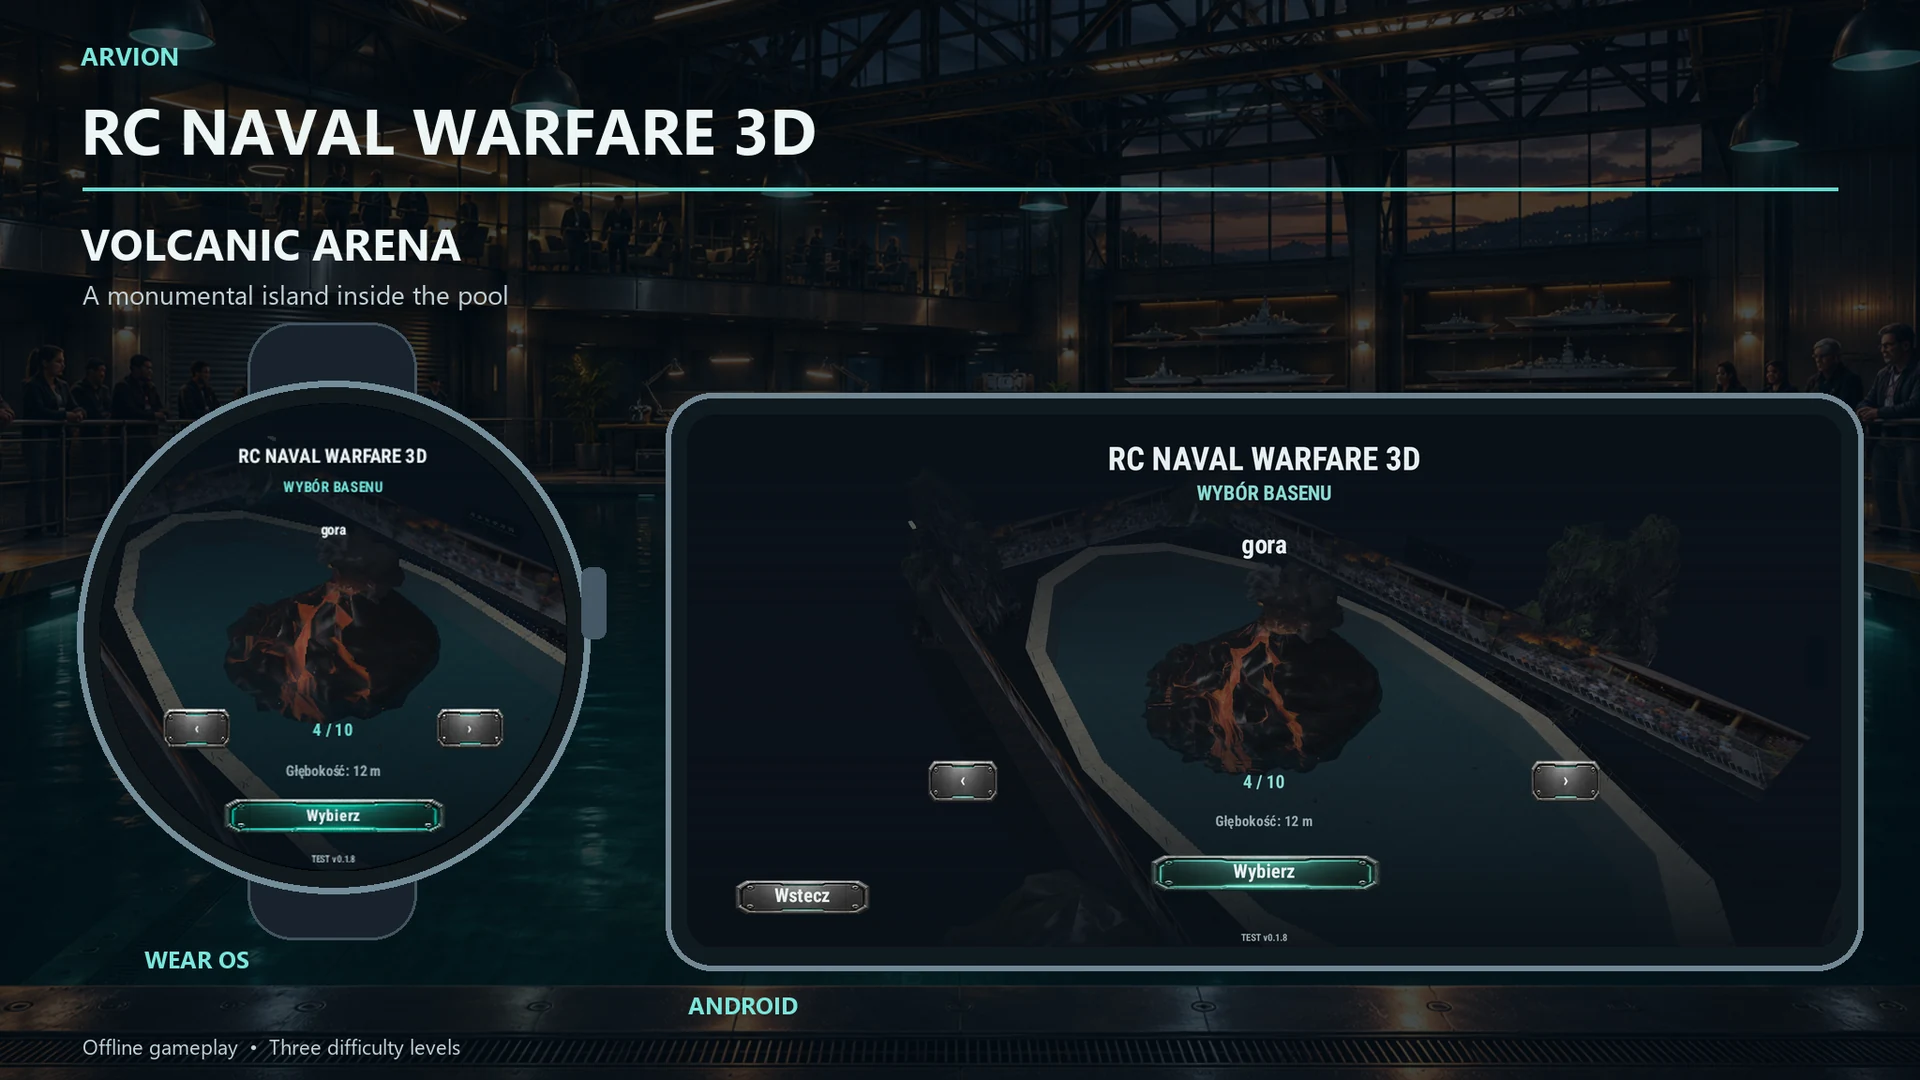 ARVION
RC NAVAL WARFARE 3D
VOLCANIC ARENA
A monumental island inside the pool
RC NAVAL WARFARE 3D
WYBÓR BASENU
gora
‹
4 / 10
›
Głębokość: 12 m
Wybierz
TEST v0.1.8
WEAR OS
RC NAVAL WARFARE 3D
WYBÓR BASENU
gora
‹
4 / 10
›
Głębokość: 12 m
Wybierz
Wstecz
TEST v0.1.8
ANDROID
Offline gameplay • Three difficulty levels